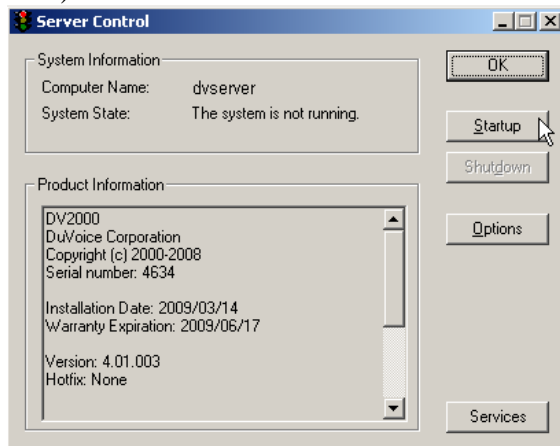 Server Control
System Information
Computer Name: dvserver
System State: The system is not running.
OK
Startup
Shutdown
Options
Product Information
DV2000
DuVoice Corporation
Copyright (c) 2000-2008
Serial number: 4634
Installation Date: 2009/03/14
Warranty Expiration: 2009/06/17
Version: 4.01.003
Hotfix: None
Services